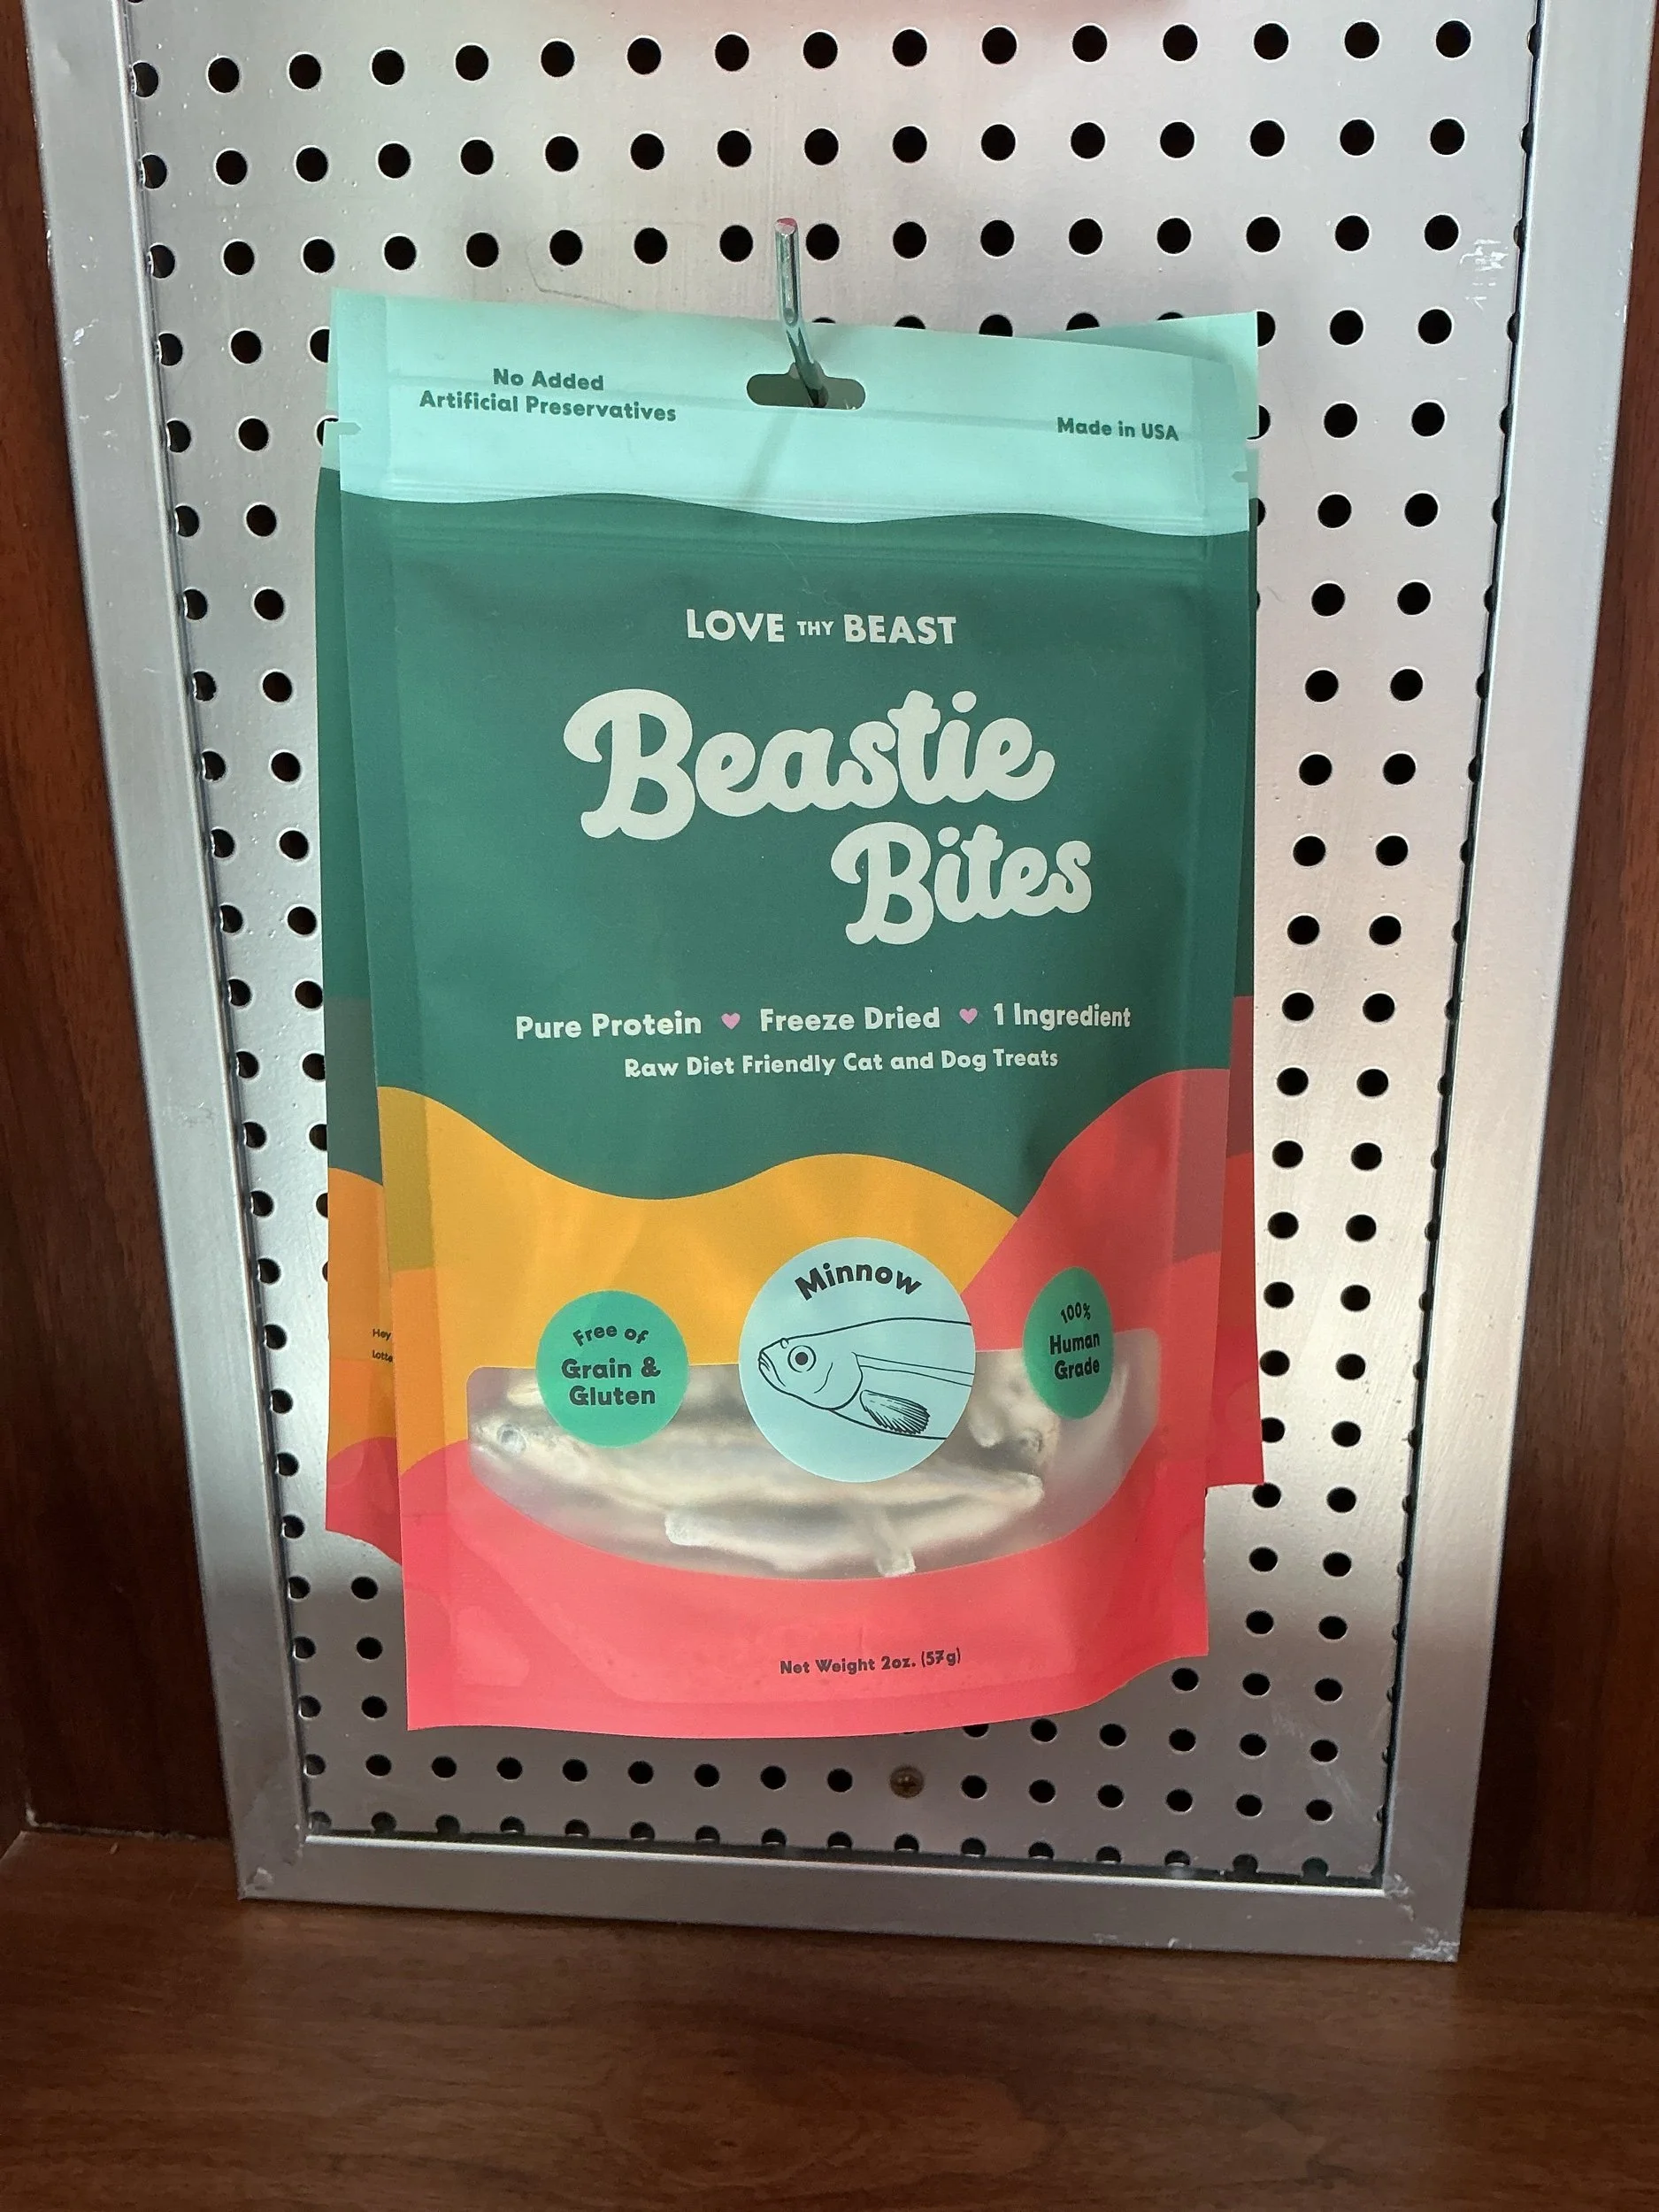 No Added
Artificial Preservatives
Made in USA
LOVE THY BEAST
Beastie
Bites
Pure Protein ♥ Freeze Dried ♥ 1 Ingredient
Raw Diet Friendly Cat and Dog Treats
Minnow
Free of
Grain &
Gluten
100%
Human
Grade
Hey
Net Weight 2oz. (57g)